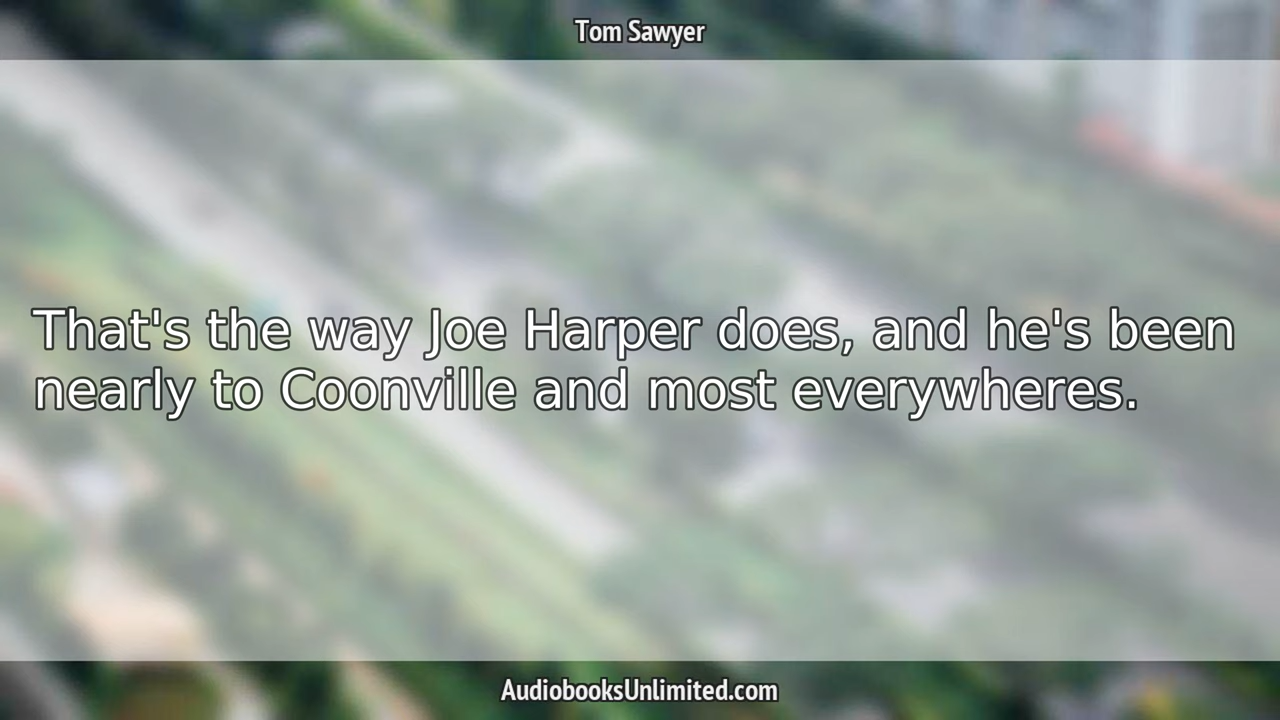 Tom Sawyer
That's the way Joe Harper does, and he's been
nearly to Coonville and most everywheres.
AudiobooksUnlimited.com